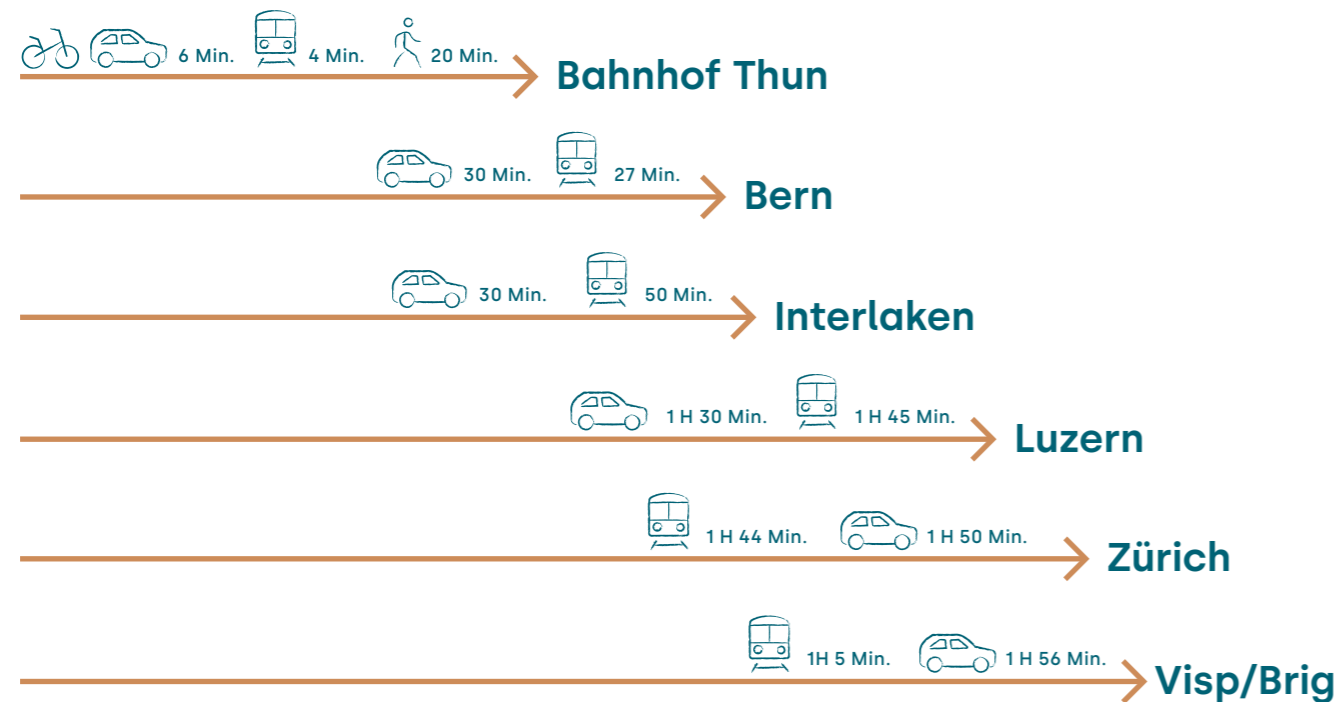 6 Min. 4 Min. 20 Min.
Bahnhof Thun
30 Min. 27 Min.
Bern
30 Min. 50 Min.
Interlaken
1 H 30 Min. 1 H 45 Min.
Luzern
1 H 44 Min. 1 H 50 Min.
Zürich
1H 5 Min. 1 H 56 Min.
Visp/Brig